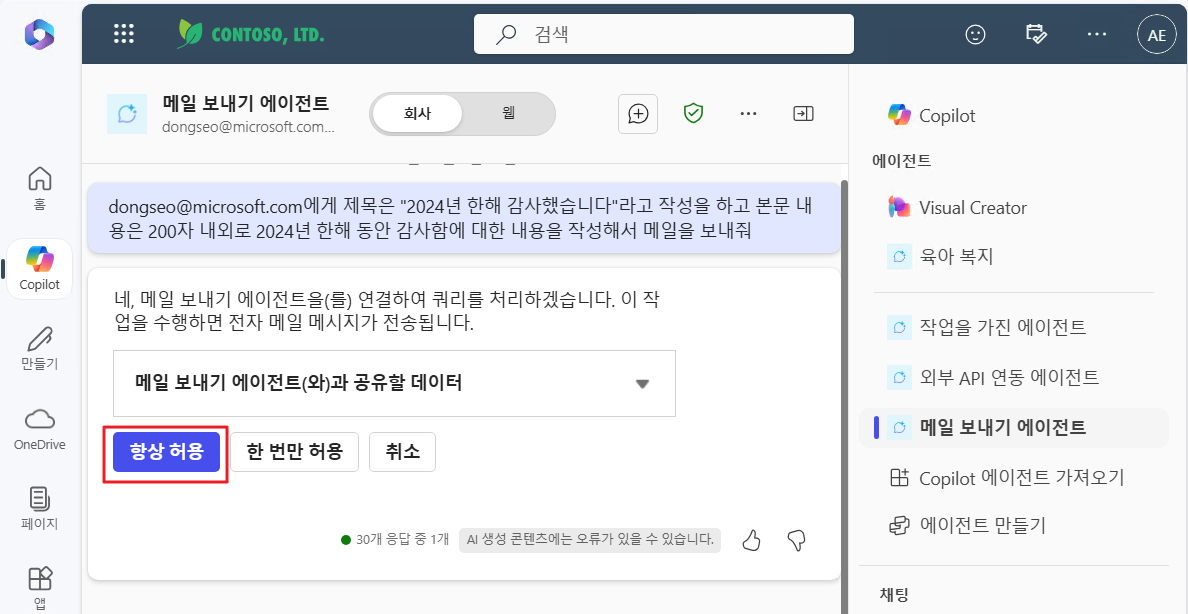 CONTOSO, LTD.
검색
AE
홈
Copilot
만들기
OneDrive
페이지
앱
메일 보내기 에이전트
dongseo@microsoft.com...
회사
웹
dongseo@microsoft.com에게 제목은 "2024년 한해 감사했습니다"라고 작성을 하고 본문 내
용은 200자 내외로 2024년 한해 동안 감사함에 대한 내용을 작성해서 메일을 보내줘
네, 메일 보내기 에이전트을(를) 연결하여 쿼리를 처리하겠습니다. 이 작
업을 수행하면 전자 메일 메시지가 전송됩니다.
메일 보내기 에이전트(와)과 공유할 데이터
항상 허용
한 번만 허용
취소
30개 응답 중 1개
AI 생성 콘텐츠에는 오류가 있을 수 있습니다.
Copilot
에이전트
Visual Creator
육아 복지
작업을 가진 에이전트
외부 API 연동 에이전트
메일 보내기 에이전트
Copilot 에이전트 가져오기
에이전트 만들기
채팅